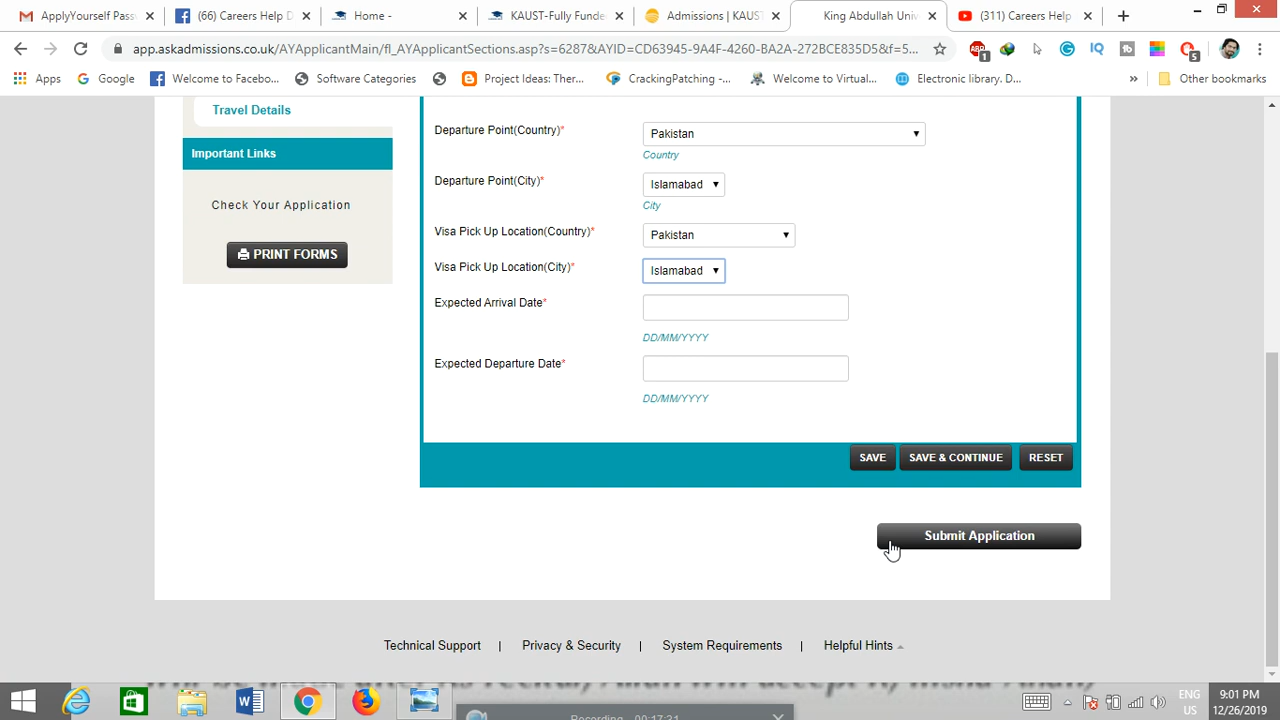 ApplyYourself Pass
(66) Careers Help D
Home -
KAUST-Fully Funde
Admissions | KAUST
King Abdullah Univ
(311) Careers Help
app.askadmissions.co.uk/AYApplicantMain/fl_AYApplicantSections.asp?s=6287&AYID=CD63945-9A4F-4260-BA2A-272BCE835D5&E=5...
Apps
Google
Welcome to Facebo...
Software Categories
Project Ideas: Ther...
CrackingPatching -...
Welcome to Virtual...
Electronic library. D...
»
Other bookmarks
Travel Details
Important Links
Check Your Application
PRINT FORMS
Departure Point(Country)*
Pakistan
Country
Departure Point(City)*
Islamabad
City
Visa Pick Up Location(Country)*
Pakistan
Visa Pick Up Location(City)*
Islamabad
Expected Arrival Date*
DD/MM/YYYY
Expected Departure Date*
DD/MM/YYYY
SAVE
SAVE & CONTINUE
RESET
Submit Application
Technical Support | Privacy & Security | System Requirements | Helpful Hints
ENG
US
9:01 PM
12/26/2019